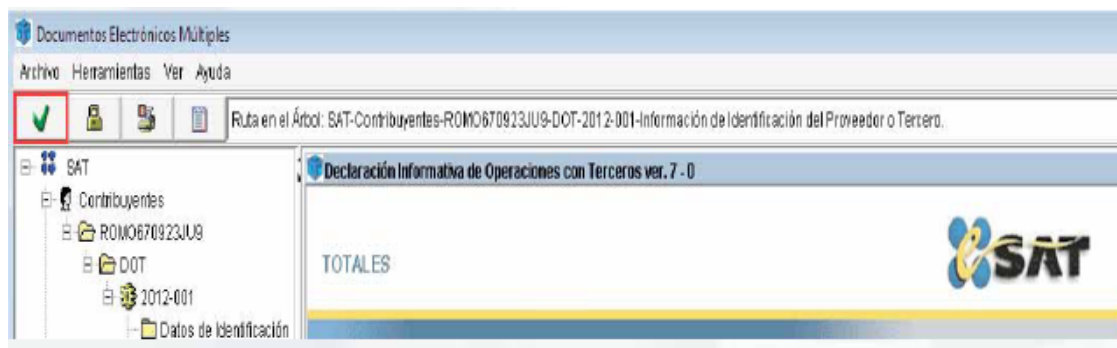 Documentos Electrónicos Múltiples
Archivo Herramientas Ver Ayuda
Ruta en el Árbol: SAT-Contribuyentes-ROMO670923JU9-DOT-2012-001-Información de Identificación del Proveedor o Tercero.
SAT
Contribuyentes
ROMO670923JU9
DOT
2012-001
Datos de Identificación
Declaración Informativa de Operaciones con Terceros ver. 7 - 0
TOTALES
eSAT